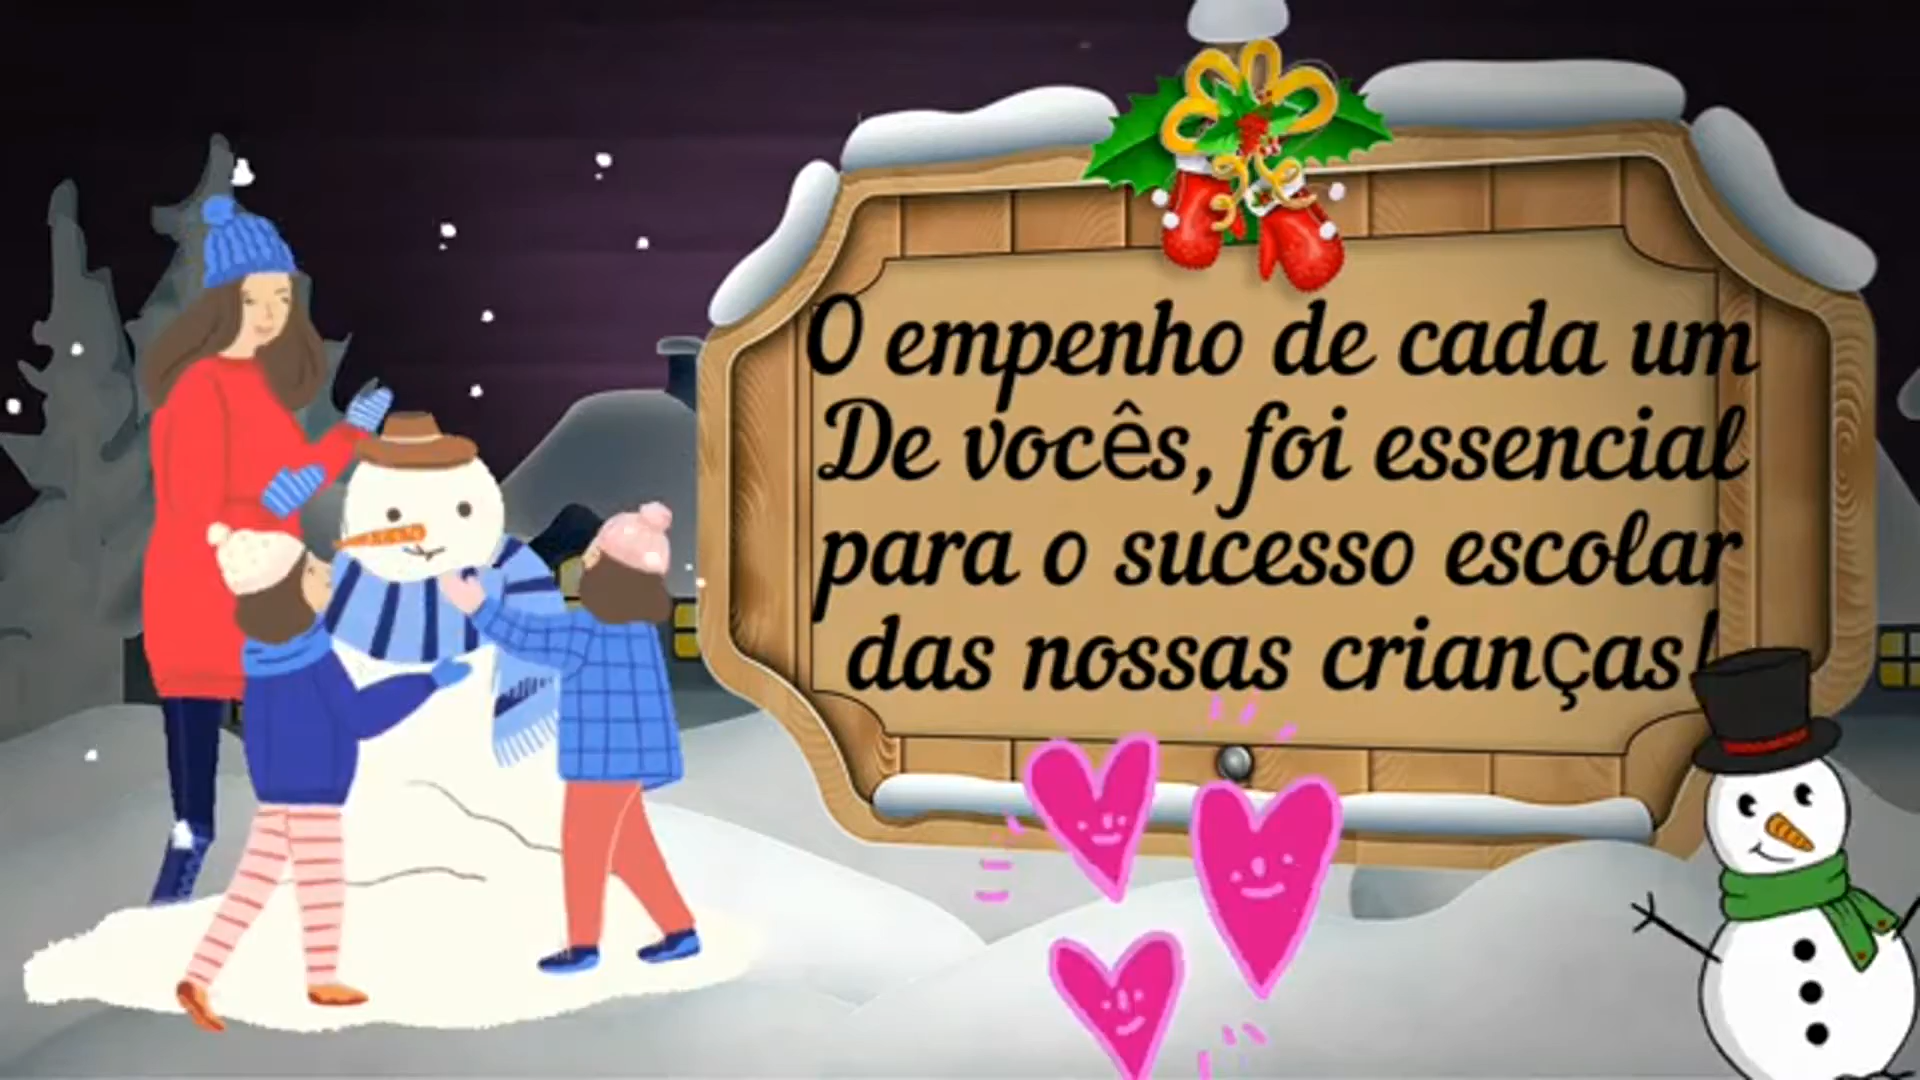 O empenho de cada um
De vocês, foi essencial
para o sucesso escolar
das nossas crianças!